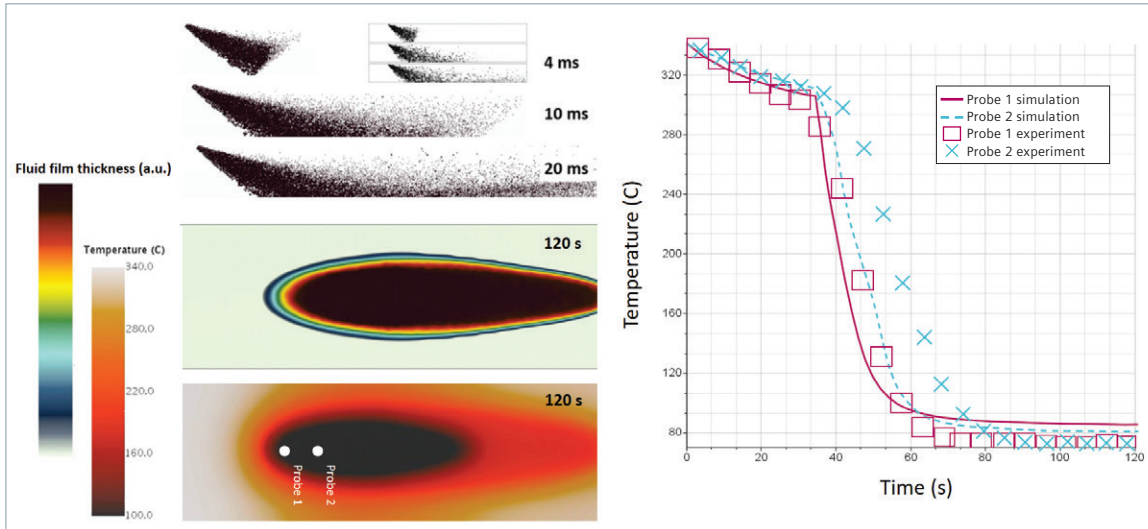 4 ms
10 ms
20 ms
Fluid film thickness (a.u.)
Temperature (C)
340.0
280.0
220.0
160.0
100.0
120 s
120 s
Probe 1
Probe 2
Temperature (C)
320
280
240
200
160
120
80
0
20
40
60
80
100
120
Time (s)
Probe 1 simulation
Probe 2 simulation
Probe 1 experiment
Probe 2 experiment